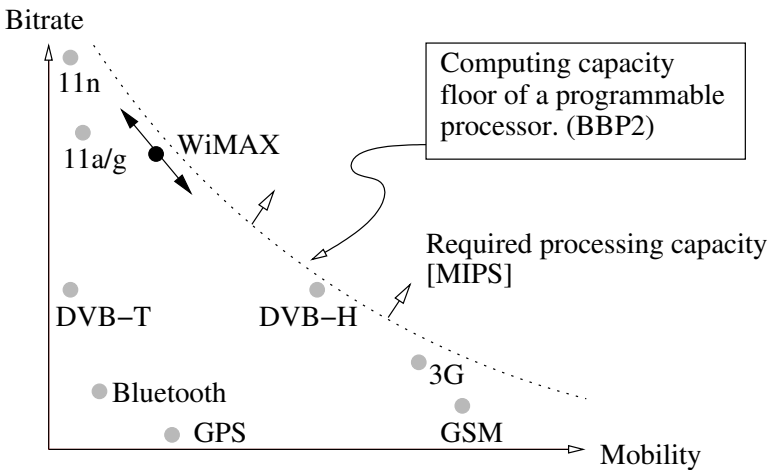 Bitrate
11n
Computing capacity
floor of a programmable
processor. (BBP2)
11a/g
WiMAX
Required processing capacity
[MIPS]
DVB−T
DVB−H
3G
Bluetooth
GPS
GSM
Mobility